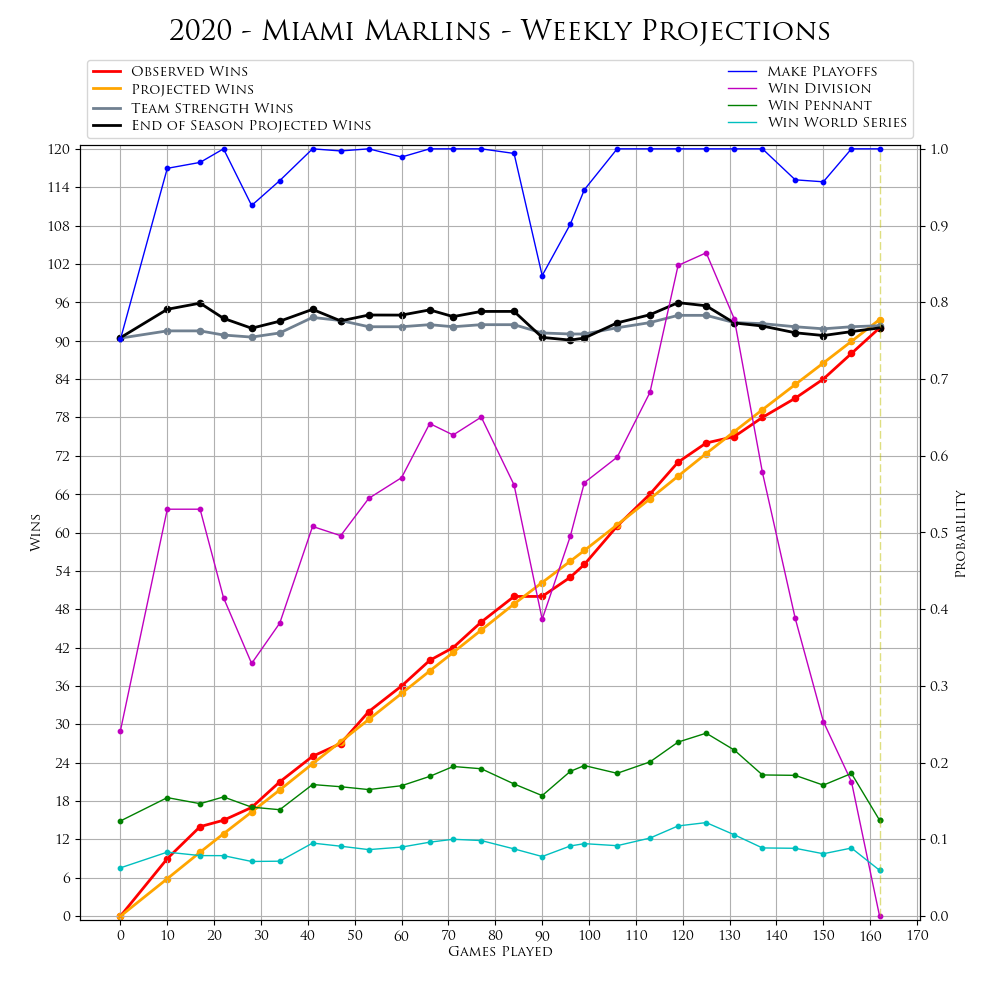 2020 - Miami Marlins - Weekly Projections
Observed Wins
Projected Wins
Team Strength Wins
End of Season Projected Wins
Make Playoffs
Win Division
Win Pennant
Win World Series
120
114
108
102
96
90
84
78
72
66
60
54
48
42
36
30
24
18
12
6
0
Wins
1.0
0.9
0.8
0.7
0.6
0.5
0.4
0.3
0.2
0.1
0.0
Probability
0 10 20 30 40 50 60 70 80 90 100 110 120 130 140 150 160 170
Games Played